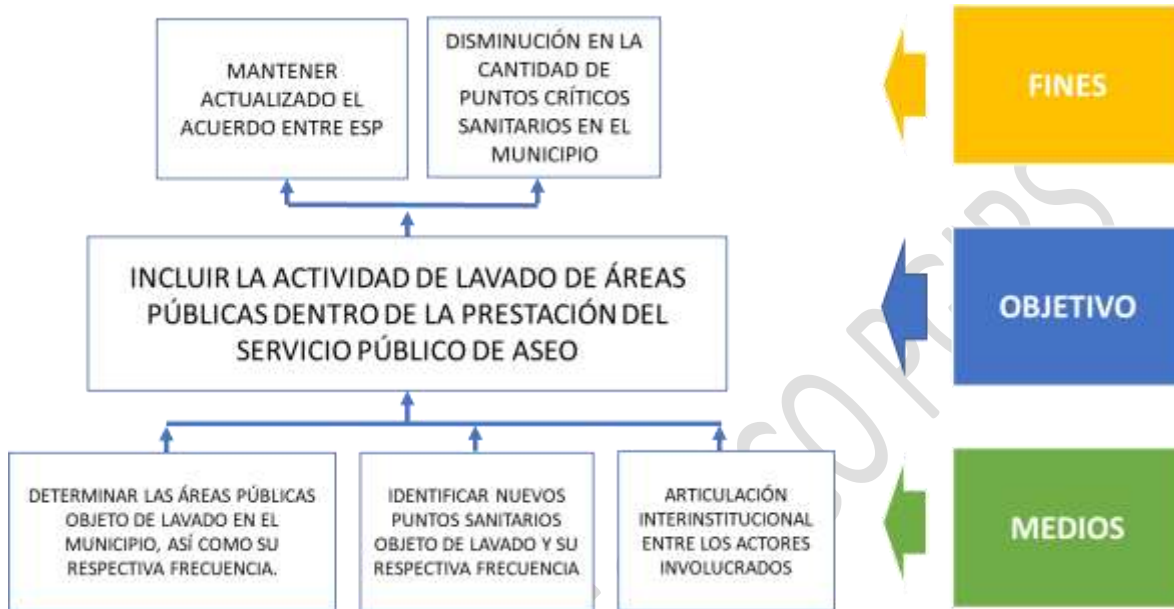 MANTENER
ACTUALIZADO EL
ACUERDO ENTRE ESP
DISMINUCIÓN EN LA
CANTIDAD DE
PUNTOS CRÍTICOS
SANITARIOS EN EL
MUNICIPIO
FINES
INCLUIR LA ACTIVIDAD DE LAVADO DE ÁREAS
PÚBLICAS DENTRO DE LA PRESTACIÓN DEL
SERVICIO PÚBLICO DE ASEO
OBJETIVO
DETERMINAR LAS ÁREAS PÚBLICAS
OBJETO DE LAVADO EN EL
MUNICIPIO, ASÍ COMO SU
RESPECTIVA FRECUENCIA.
IDENTIFICAR NUEVOS
PUNTOS SANITARIOS
OBJETO DE LAVADO Y SU
RESPECTIVA FRECUENCIA
ARTICULACIÓN
INTERINSTITUCIONAL
ENTRE LOS ACTORES
INVOLUCRADOS
MEDIOS